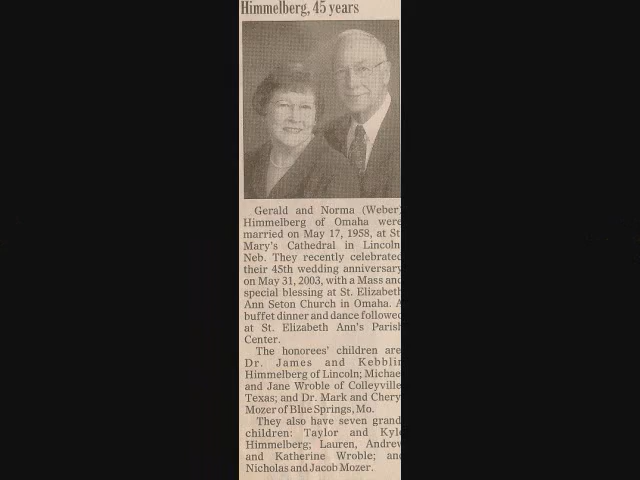 Himmelberg, 45 years
Gerald and Norma (Weber)
Himmelberg of Omaha were
married on May 17, 1958, at St
Mary's Cathedral in Lincoln
Neb. They recently celebrated
their 45th wedding anniversary
on May 31, 2003, with a Mass and
special blessing at St. Elizabeth
Ann Seton Church in Omaha. A
buffet dinner and dance followed
at St. Elizabeth Ann's Parish
Center.
The honorees' children are
Dr. James and Kebblin
Himmelberg of Lincoln; Michae
and Jane Wroble of Colleyville
Texas; and Dr. Mark and Chery
Mozer of Blue Springs, Mo.
They also have seven grand
children: Taylor and Kyle
Himmelberg; Lauren, Andrew
and Katherine Wroble; and
Nicholas and Jacob Mozer.